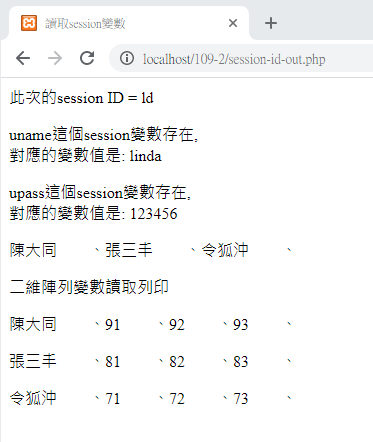 讀取session變數
localhost/109-2/session-id-out.php
此次的session ID = ld
uname這個session變數存在,
對應的變數值是: linda
upass這個session變數存在,
對應的變數值是: 123456
陳大同 、張三丰 、令狐沖 、
二維陣列變數讀取列印
陳大同 、91 、92 、93 、
張三丰 、81 、82 、83 、
令狐沖 、71 、72 、73 、